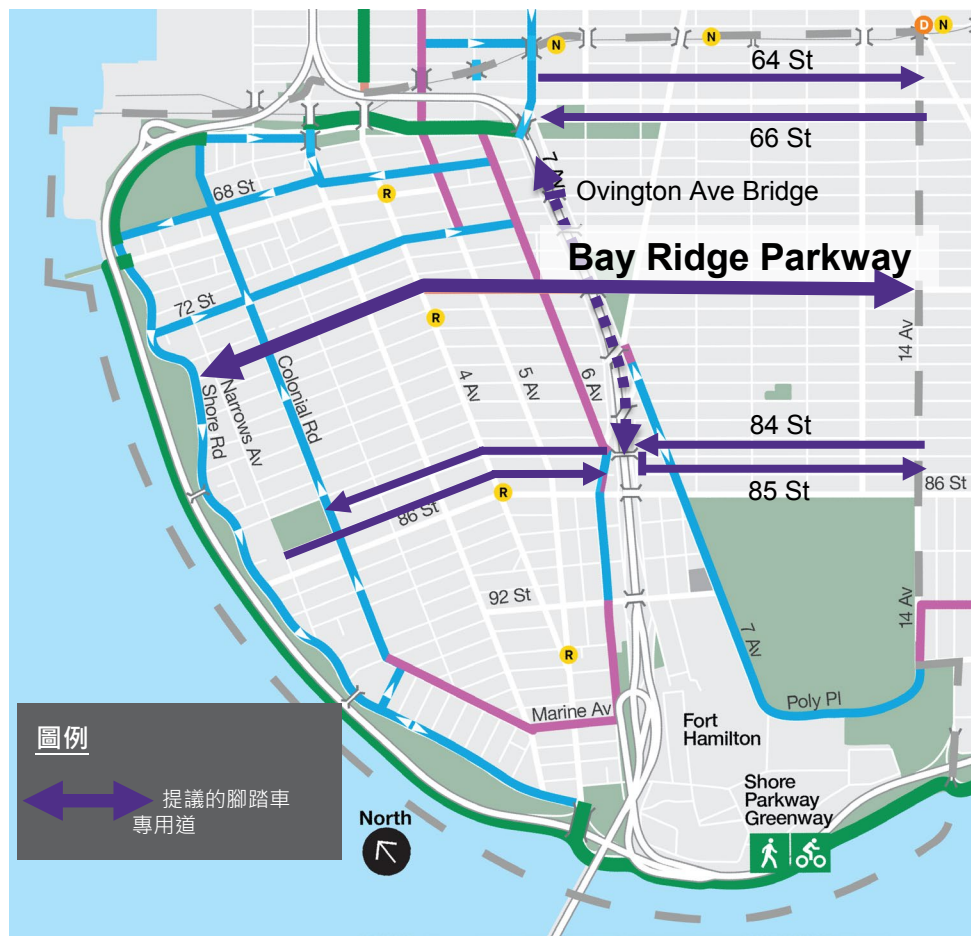 N
N
D
N
64 St
66 St
7 Av
Ovington Ave Bridge
68 St
R
Bay Ridge Parkway
72 St
R
14 Av
Shore Rd
Narrows Av
Colonial Rd
4 Av
5 Av
6 Av
84 St
85 St
86 St
86 St
R
92 St
14 Av
R
7 Av
Poly Pl
Marine Av
Fort
Hamilton
Shore
Parkway
Greenway
圖例
提議的腳踏車
專用道
North